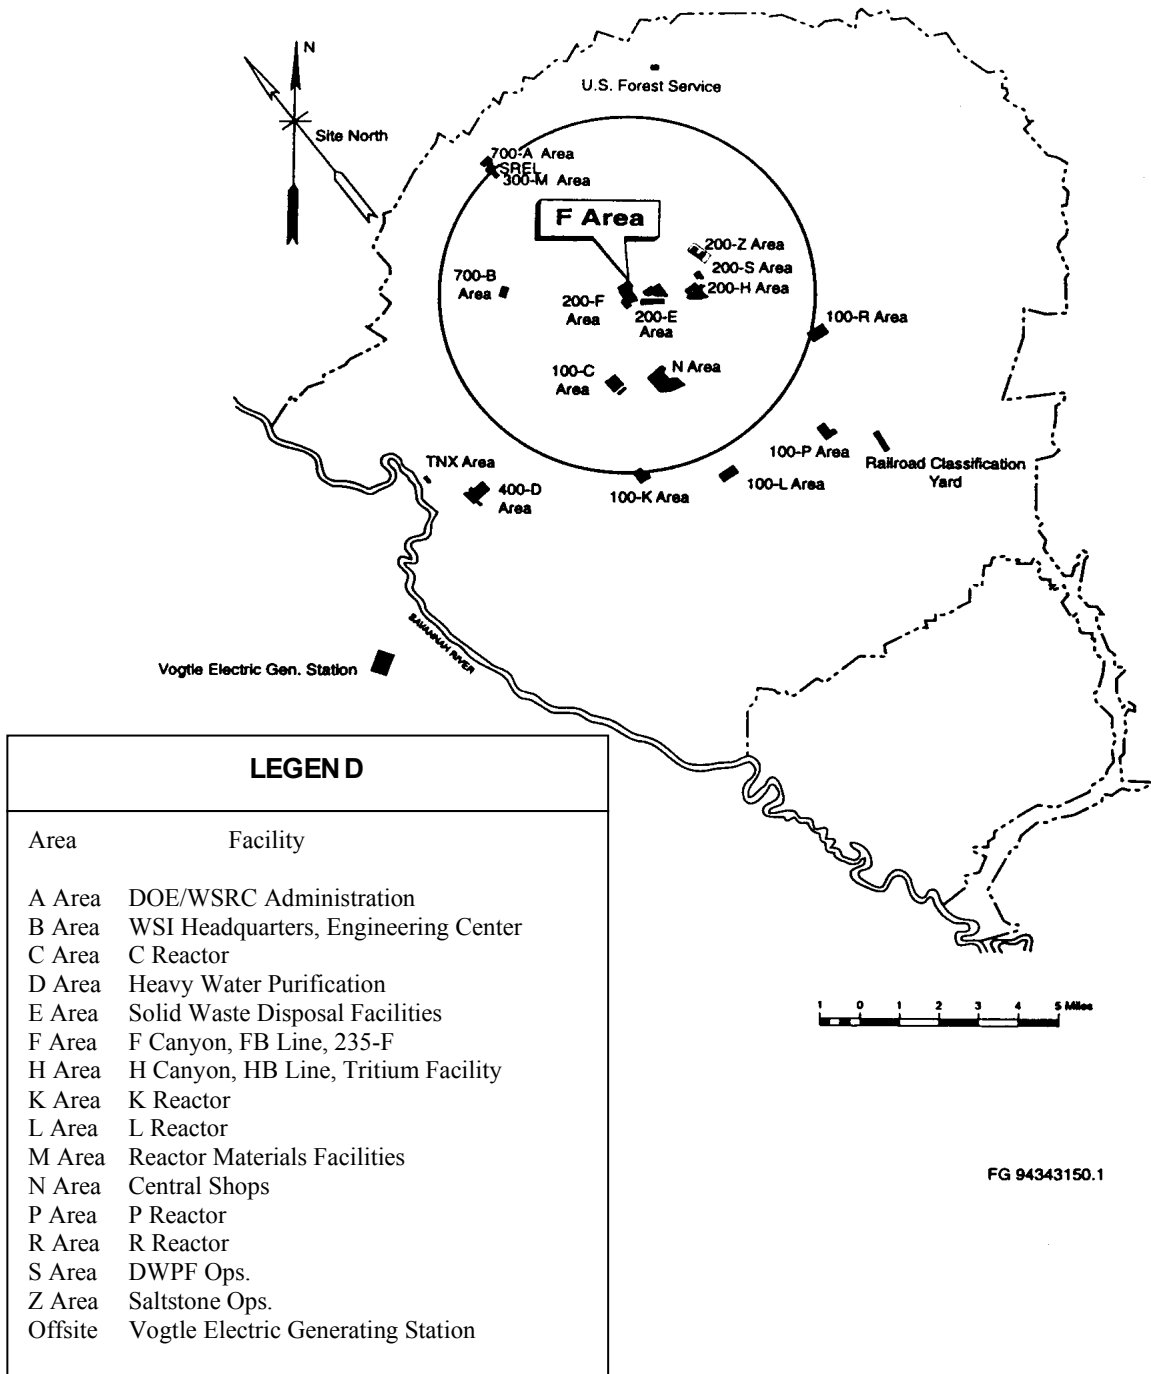 N
U.S. Forest Service
Site North
700-A Area
SREL
300-M Area
F Area
200-Z Area
200-S Area
200-H Area
700-B
Area
200-F
Area
200-E
Area
100-R Area
100-C
Area
N Area
100-P Area
Railroad Classification
Yard
TNX Area
400-D
Area
100-K Area
100-L Area
SAVANNAH RIVER
Vogtle Electric Gen. Station
LEGEND
Area Facility
A Area DOE/WSRC Administration
B Area WSI Headquarters, Engineering Center
C Area C Reactor
D Area Heavy Water Purification
E Area Solid Waste Disposal Facilities
F Area F Canyon, FB Line, 235-F
H Area H Canyon, HB Line, Tritium Facility
K Area K Reactor
L Area L Reactor
M Area Reactor Materials Facilities
N Area Central Shops
P Area P Reactor
R Area R Reactor
S Area DWPF Ops.
Z Area Saltstone Ops.
Offsite Vogtle Electric Generating Station
1 0 1 2 3 4 5 Miles
FG 94343150.1